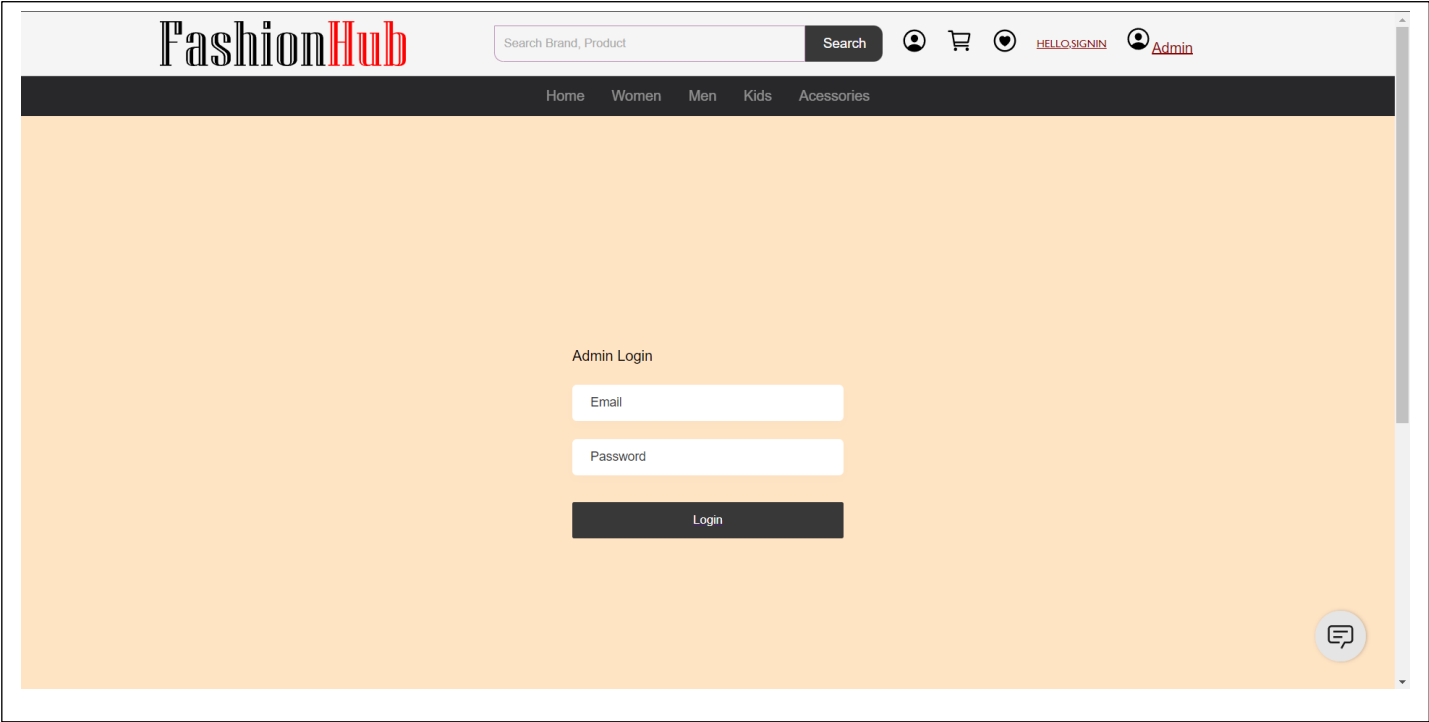 FashionHub
Search Brand, Product
Search
HELLO,SIGNIN
Admin
Home Women Men Kids Acessories
Admin Login
Email
Password
Login